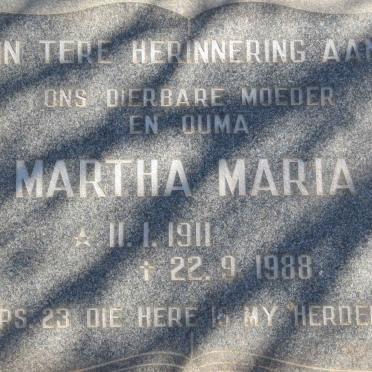 IN TERE HERINNERING AAN
ONS DIERBARE MOEDER
EN OUMA
MARTHA MARIA
☆ 11.1.1911
✝ 22.9.1988
PS. 23 DIE HERE IS MY HERDER